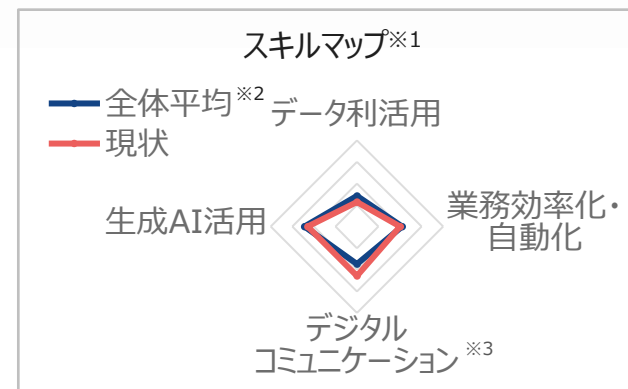 スキルマップ※1
全体平均※2
現状
データ利活用
生成AI活用
業務効率化・
自動化
デジタル
コミュニケーション※3